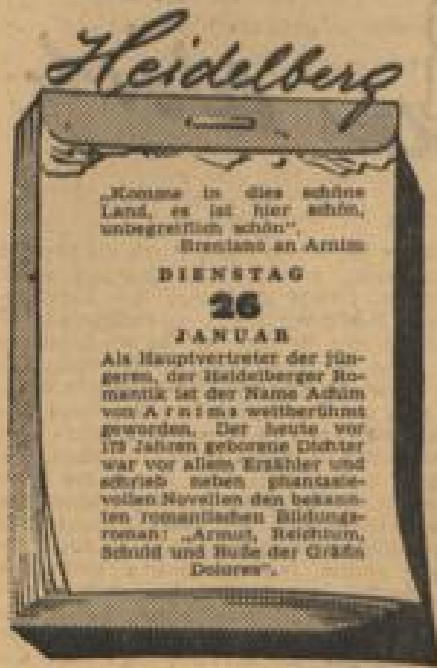 Heidelberg
„Komme in dies schöne
Land, es ist hier schön,
unbegreiflich schön“.
Brentano an Arnim
DIENSTAG
26
JANUAR
Als Hauptvertreter der jün-
geren, der Heidelberger Ro-
mantik ist der Name Achim
von Arnims weltberühmt
geworden. Der heute vor
175 Jahren geborene Dichter
war vor allem Erzähler und
schrieb neben phantasie-
vollen Novellen den bekann-
ten romantischen Bildungs-
roman: „Armut, Reichtum,
Schuld und Buße der Gräfin
Dolores“.